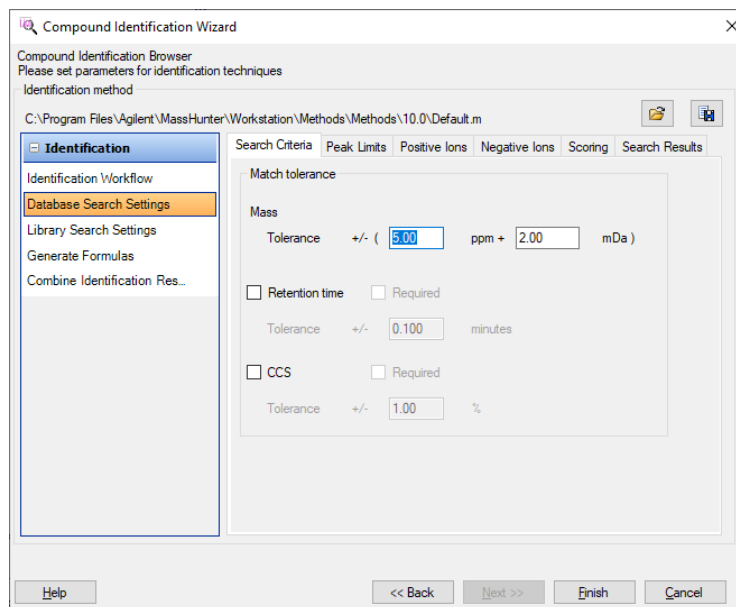 Compound Identification Wizard
Compound Identification Browser
Please set parameters for identification techniques
Identification method
C:\Program Files\Agilent\MassHunter\Workstation\Methods\Methods\10.0\Default.m
Identification
Identification Workflow
Database Search Settings
Library Search Settings
Generate Formulas
Combine Identification Res...
Search Criteria Peak Limits Positive Ions Negative Ions Scoring Search Results
Match tolerance
Mass
Tolerance +/- ( 5.00 ppm + 2.00 mDa )
Retention time Required
Tolerance +/- 0.100 minutes
CCS Required
Tolerance +/- 1.00 %
Help << Back Next >> Finish Cancel